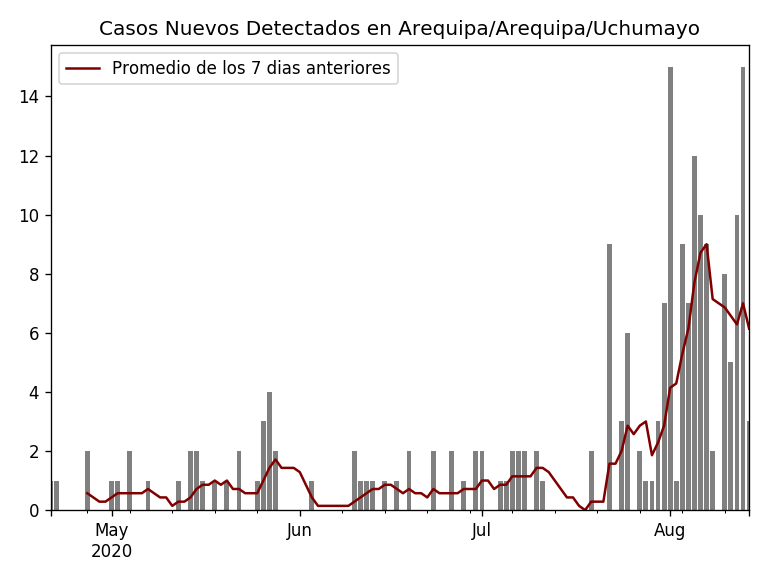 Casos Nuevos Detectados en Arequipa/Arequipa/Uchumayo
Promedio de los 7 dias anteriores
14
12
10
8
6
4
2
0
May
2020
Jun
Jul
Aug